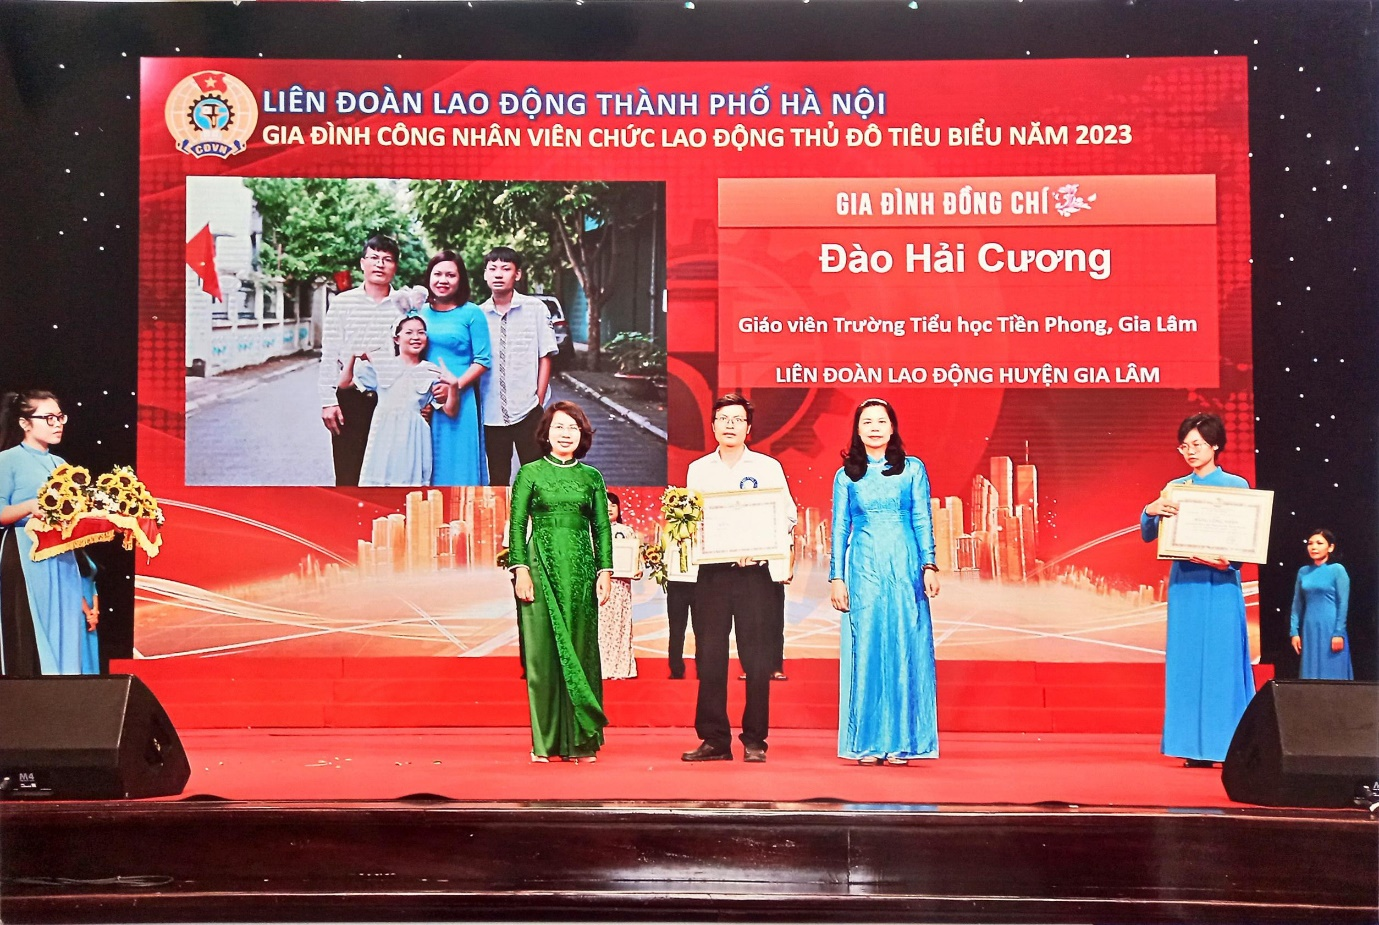 LIÊN ĐOÀN LAO ĐỘNG THÀNH PHỐ HÀ NỘI
GIA ĐÌNH CÔNG NHÂN VIÊN CHỨC LAO ĐỘNG THỦ ĐÔ TIÊU BIỂU NĂM 2023
CĐVN
GIA ĐÌNH ĐỒNG CHÍ
Đào Hải Cương
Giáo viên Trường Tiểu học Tiền Phong, Gia Lâm
LIÊN ĐOÀN LAO ĐỘNG HUYỆN GIA LÂM
M4